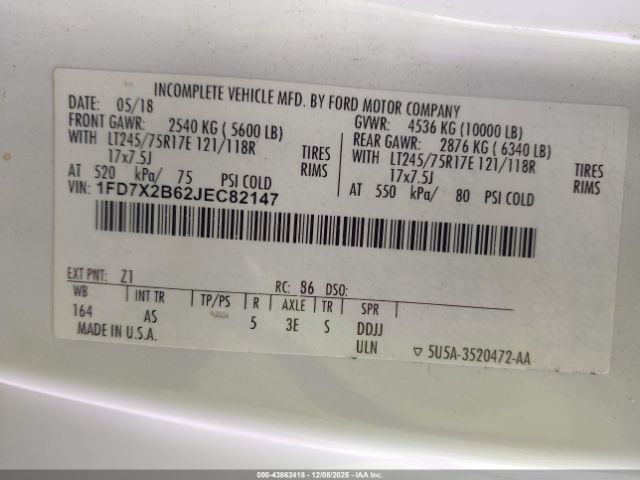 INCOMPLETE VEHICLE MFD. BY FORD MOTOR COMPANY
DATE: 05/18 GVWR: 4536 KG (10000 LB)
FRONT GAWR: 2540 KG ( 5600 LB) REAR GAWR: 2876 KG ( 6340 LB)
WITH LT245/75R17E 121/118R TIRES WITH LT245/75R17E 121/118R TIRES
17x7.5J RIMS 17x7.5J RIMS
AT 520 kPa/ 75 PSI COLD AT 550 kPa/ 80 PSI COLD
VIN: 1FD7X2B62JEC82147
EXT PNT: Z1 RC: 86 DSO:
WB INT TR TP/PS R AXLE TR SPR
164 AS 5 3E S DDJJ
MADE IN U.S.A. ULN ▽ 5U5A-3520472-AA
000-43862418 - 12/08/2025 - IAA Inc.